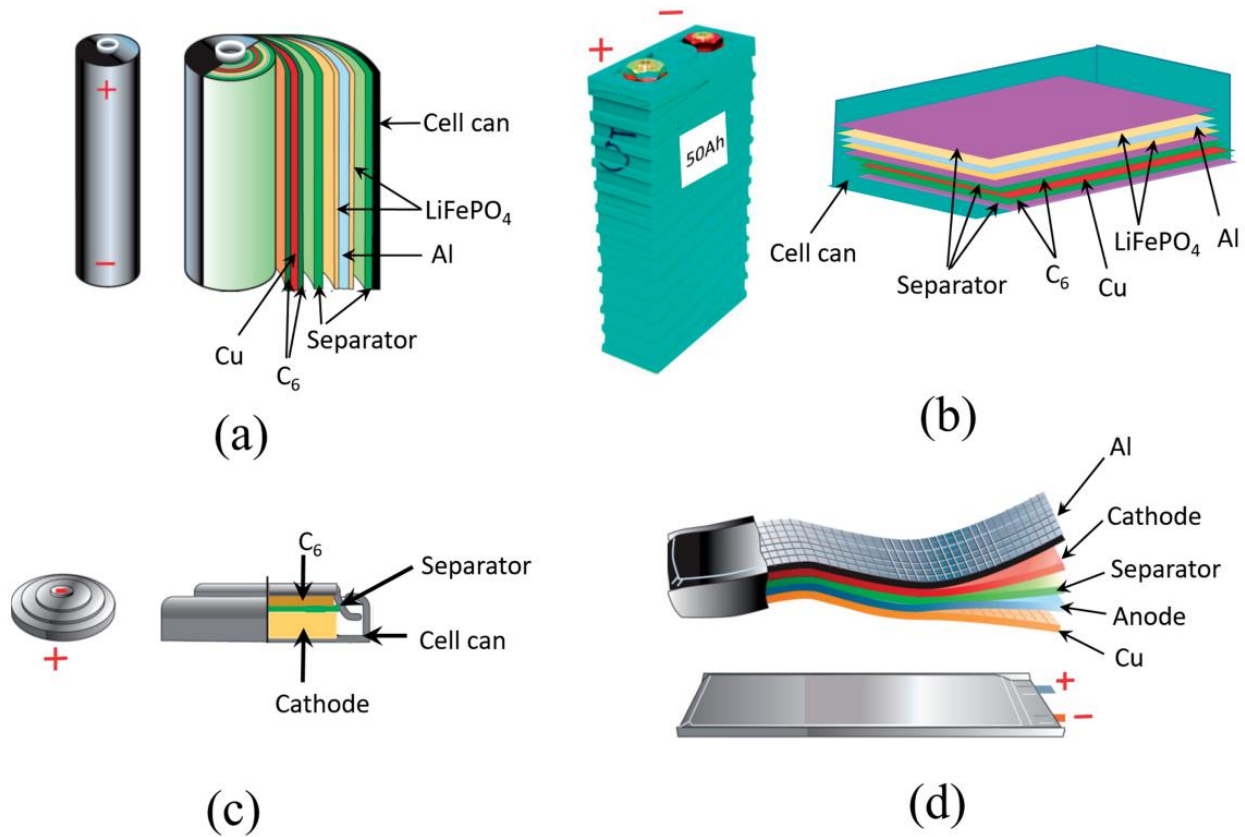 +
−
Cell can
LiFePO₄
Al
Separator
Cu
C₆
(a)
−
+
50Ah
Cell can
Separator
C₆
Cu
LiFePO₄
Al
(b)
C₆
Separator
Cell can
Cathode
−
+
(c)
Al
Cathode
Separator
Anode
Cu
+
−
(d)